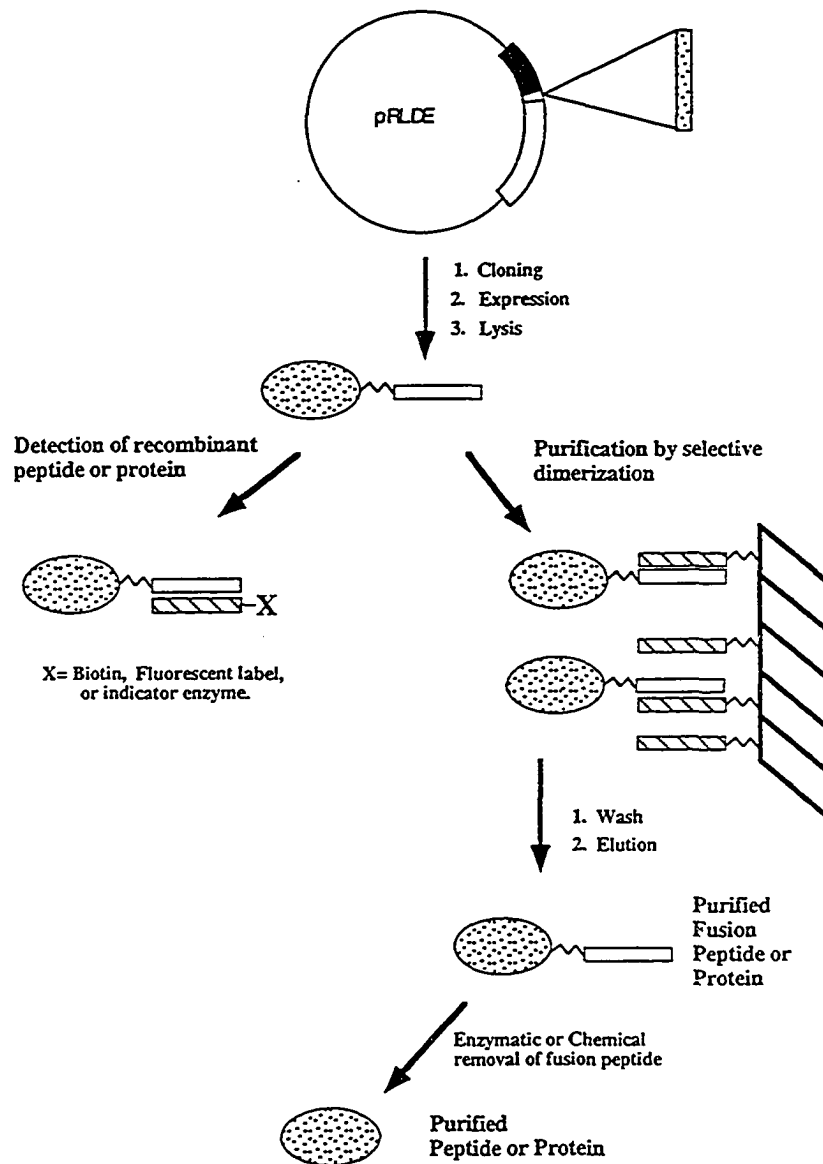 pRLDE
1. Cloning
2. Expression
3. Lysis
Detection of recombinant
peptide or protein
Purification by selective
dimerization
X
X= Biotin, Fluorescent label,
or indicator enzyme.
1. Wash
2. Elution
Purified
Fusion
Peptide or
Protein
Enzymatic or Chemical
removal of fusion peptide
Purified
Peptide or Protein